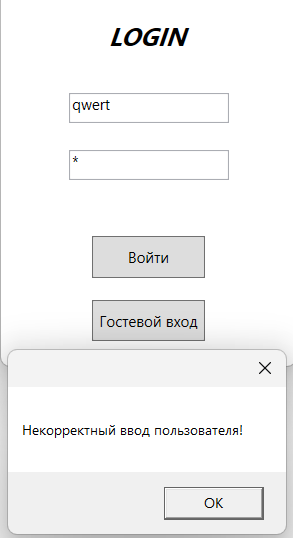 LOGIN
qwert
*
Войти
Гостевой вход
Некорректный ввод пользователя!
OK